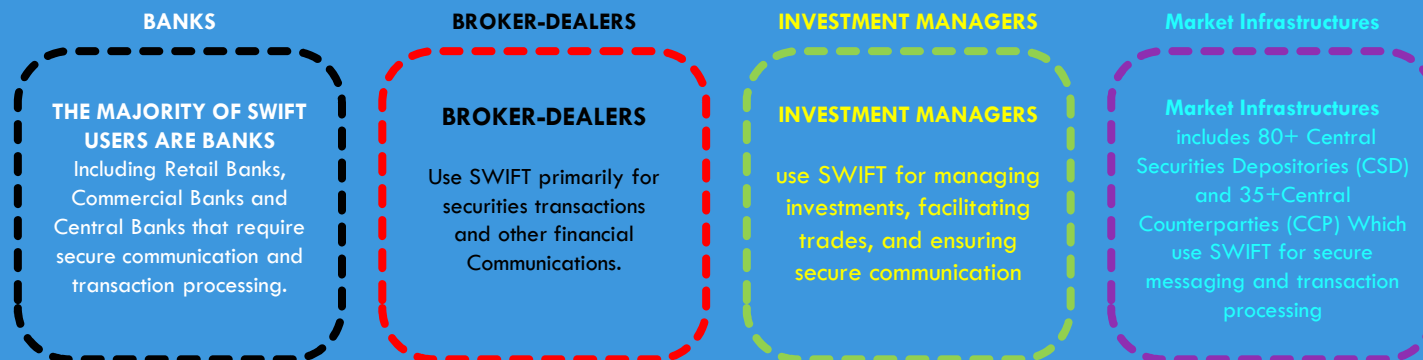 BANKS
THE MAJORITY OF SWIFT
USERS ARE BANKS
Including Retail Banks,
Commercial Banks and
Central Banks that require
secure communication and
transaction processing.
BROKER-DEALERS
BROKER-DEALERS
Use SWIFT primarily for
securities transactions
and other financial
Communications.
INVESTMENT MANAGERS
INVESTMENT MANAGERS
use SWIFT for managing
investments, facilitating
trades, and ensuring
secure communication
Market Infrastructures
Market Infrastructures
includes 80+ Central
Securities Depositories (CSD)
and 35+Central
Counterparties (CCP) Which
use SWIFT for secure
messaging and transaction
processing